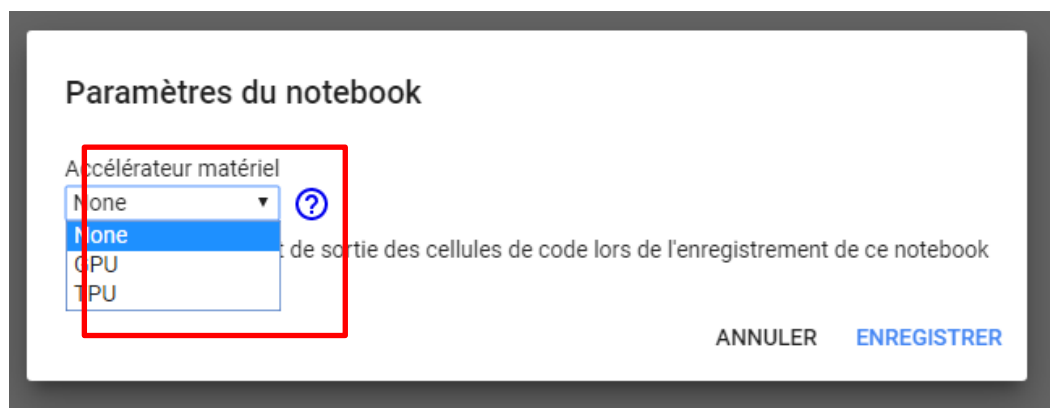 Paramètres du notebook
Accélérateur matériel
None
None
de sortie des cellules de code lors de l'enregistrement de ce notebook
GPU
TPU
ANNULER ENREGISTRER